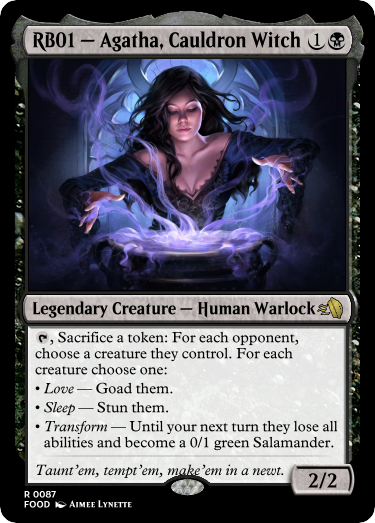 RB01 — Agatha, Cauldron Witch 1
Legendary Creature — Human Warlock
, Sacrifice a token: For each opponent,
choose a creature they control. For each
creature choose one:
• Love — Goad them.
• Sleep — Stun them.
• Transform — Until your next turn they lose all
abilities and become a 0/1 green Salamander.
Taunt'em, tempt'em, make'em in a newt.
2/2
R 0087
FOOD Aimee Lynette